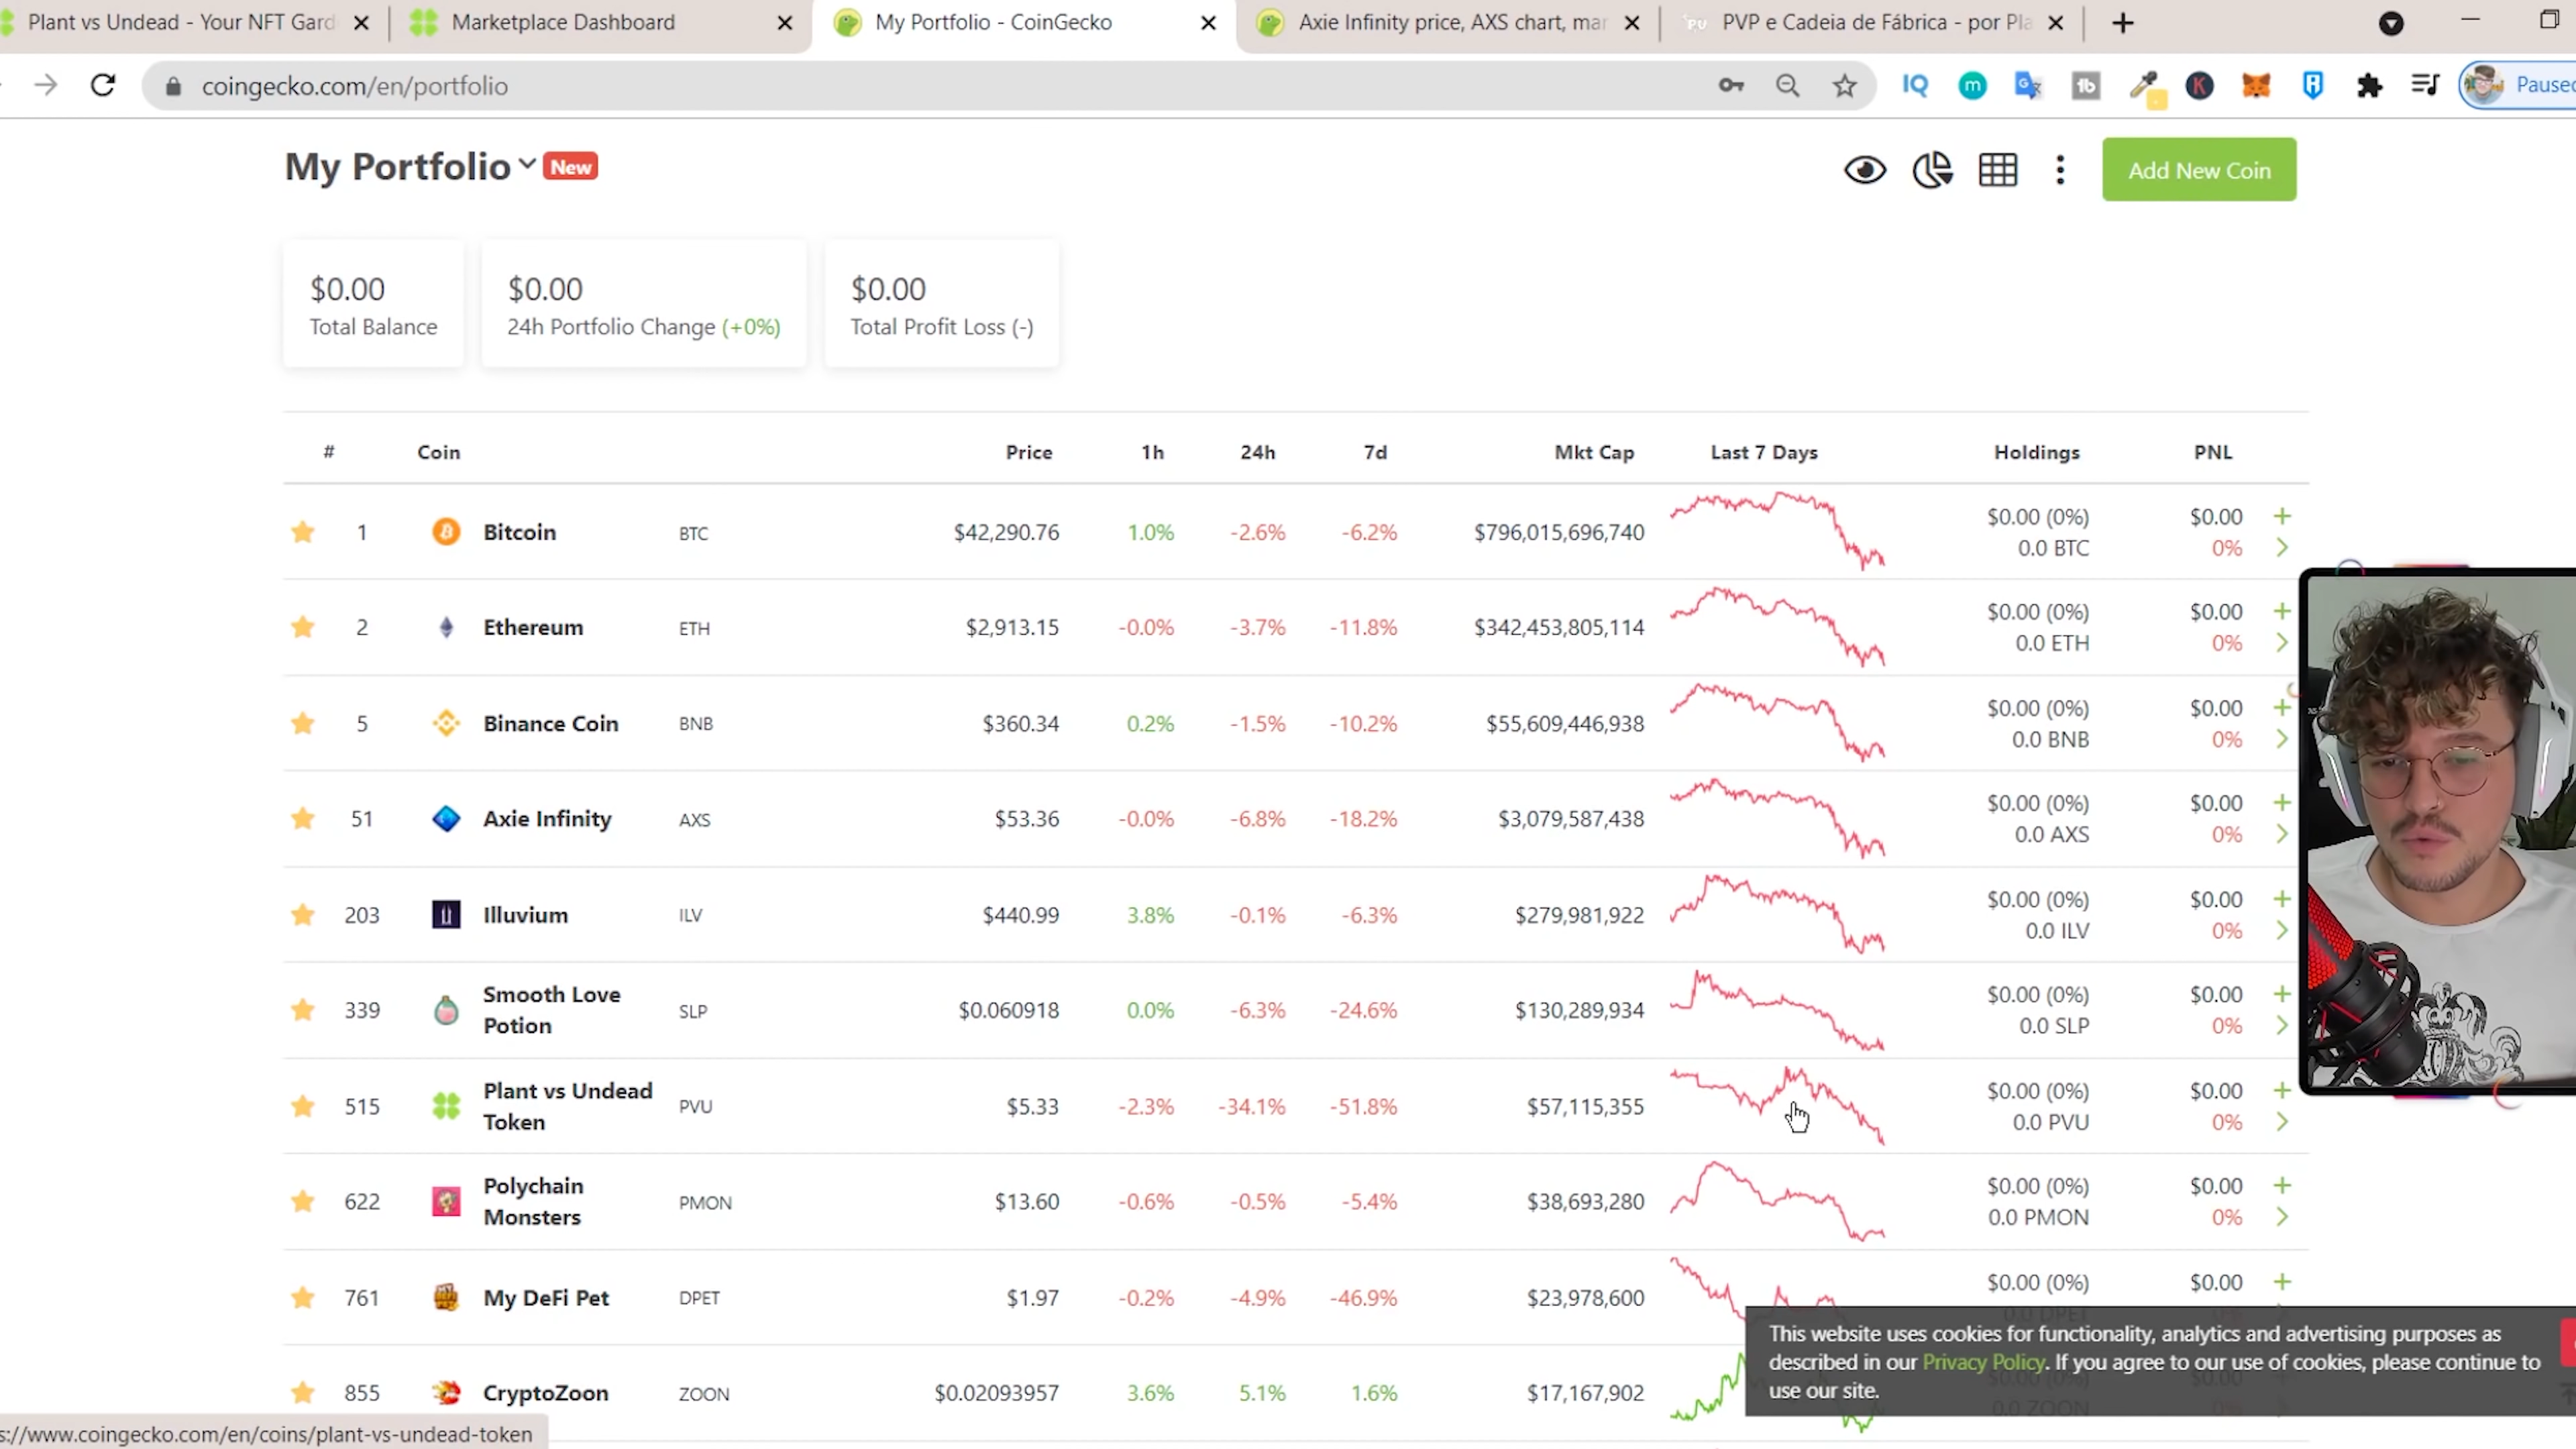 Plant vs Undead - Your NFT Gard
Marketplace Dashboard
My Portfolio - CoinGecko
Axie Infinity price, AXS chart, mar
PVP e Cadeia de Fábrica - por Pla
coingecko.com/en/portfolio
Paused
My Portfolio New
Add New Coin
$0.00 $0.00 $0.00
Total Balance 24h Portfolio Change (+0%) Total Profit Loss (-)
# Coin Price 1h 24h 7d Mkt Cap Last 7 Days Holdings PNL
1 Bitcoin BTC $42,290.76 1.0% -2.6% -6.2% $796,015,696,740 $0.00 (0%) $0.00
0.0 BTC 0%
2 Ethereum ETH $2,913.15 -0.0% -3.7% -11.8% $342,453,805,114 $0.00 (0%) $0.00
0.0 ETH 0%
5 Binance Coin BNB $360.34 0.2% -1.5% -10.2% $55,609,446,938 $0.00 (0%) $0.00
0.0 BNB 0%
51 Axie Infinity AXS $53.36 -0.0% -6.8% -18.2% $3,079,587,438 $0.00 (0%) $0.00
0.0 AXS 0%
203 Illuvium ILV $440.99 3.8% -0.1% -6.3% $279,981,922 $0.00 (0%) $0.00
0.0 ILV 0%
339 Smooth Love Potion SLP $0.060918 0.0% -6.3% -24.6% $130,289,934 $0.00 (0%) $0.00
0.0 SLP 0%
515 Plant vs Undead Token PVU $5.33 -2.3% -34.1% -51.8% $57,115,355 $0.00 (0%) $0.00
0.0 PVU 0%
622 Polychain Monsters PMON $13.60 -0.6% -0.5% -5.4% $38,693,280 $0.00 (0%) $0.00
0.0 PMON 0%
761 My DeFi Pet DPET $1.97 -0.2% -4.9% -46.9% $23,978,600 $0.00 (0%) $0.00
0.0 DPET
855 CryptoZoon ZOON $0.02093957 3.6% 5.1% 1.6% $17,167,902
0.0 ZOON
This website uses cookies for functionality, analytics and advertising purposes as
described in our Privacy Policy. If you agree to our use of cookies, please continue to
use our site.
s://www.coingecko.com/en/coins/plant-vs-undead-token